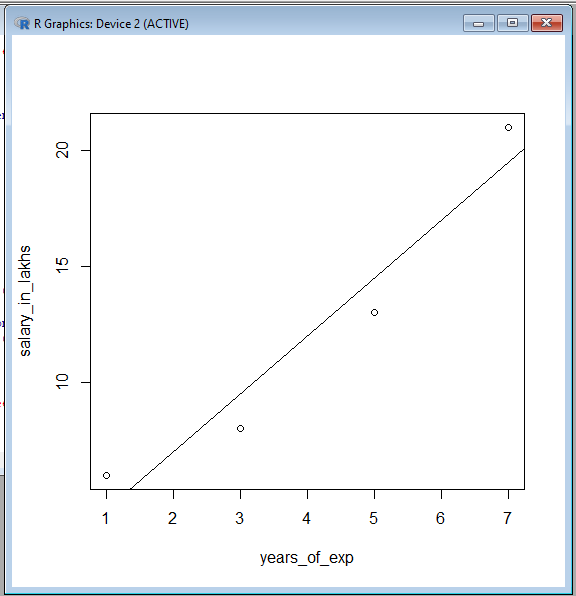 R Graphics: Device 2 (ACTIVE)
20
15
10
salary_in_lakhs
1 2 3 4 5 6 7
years_of_exp